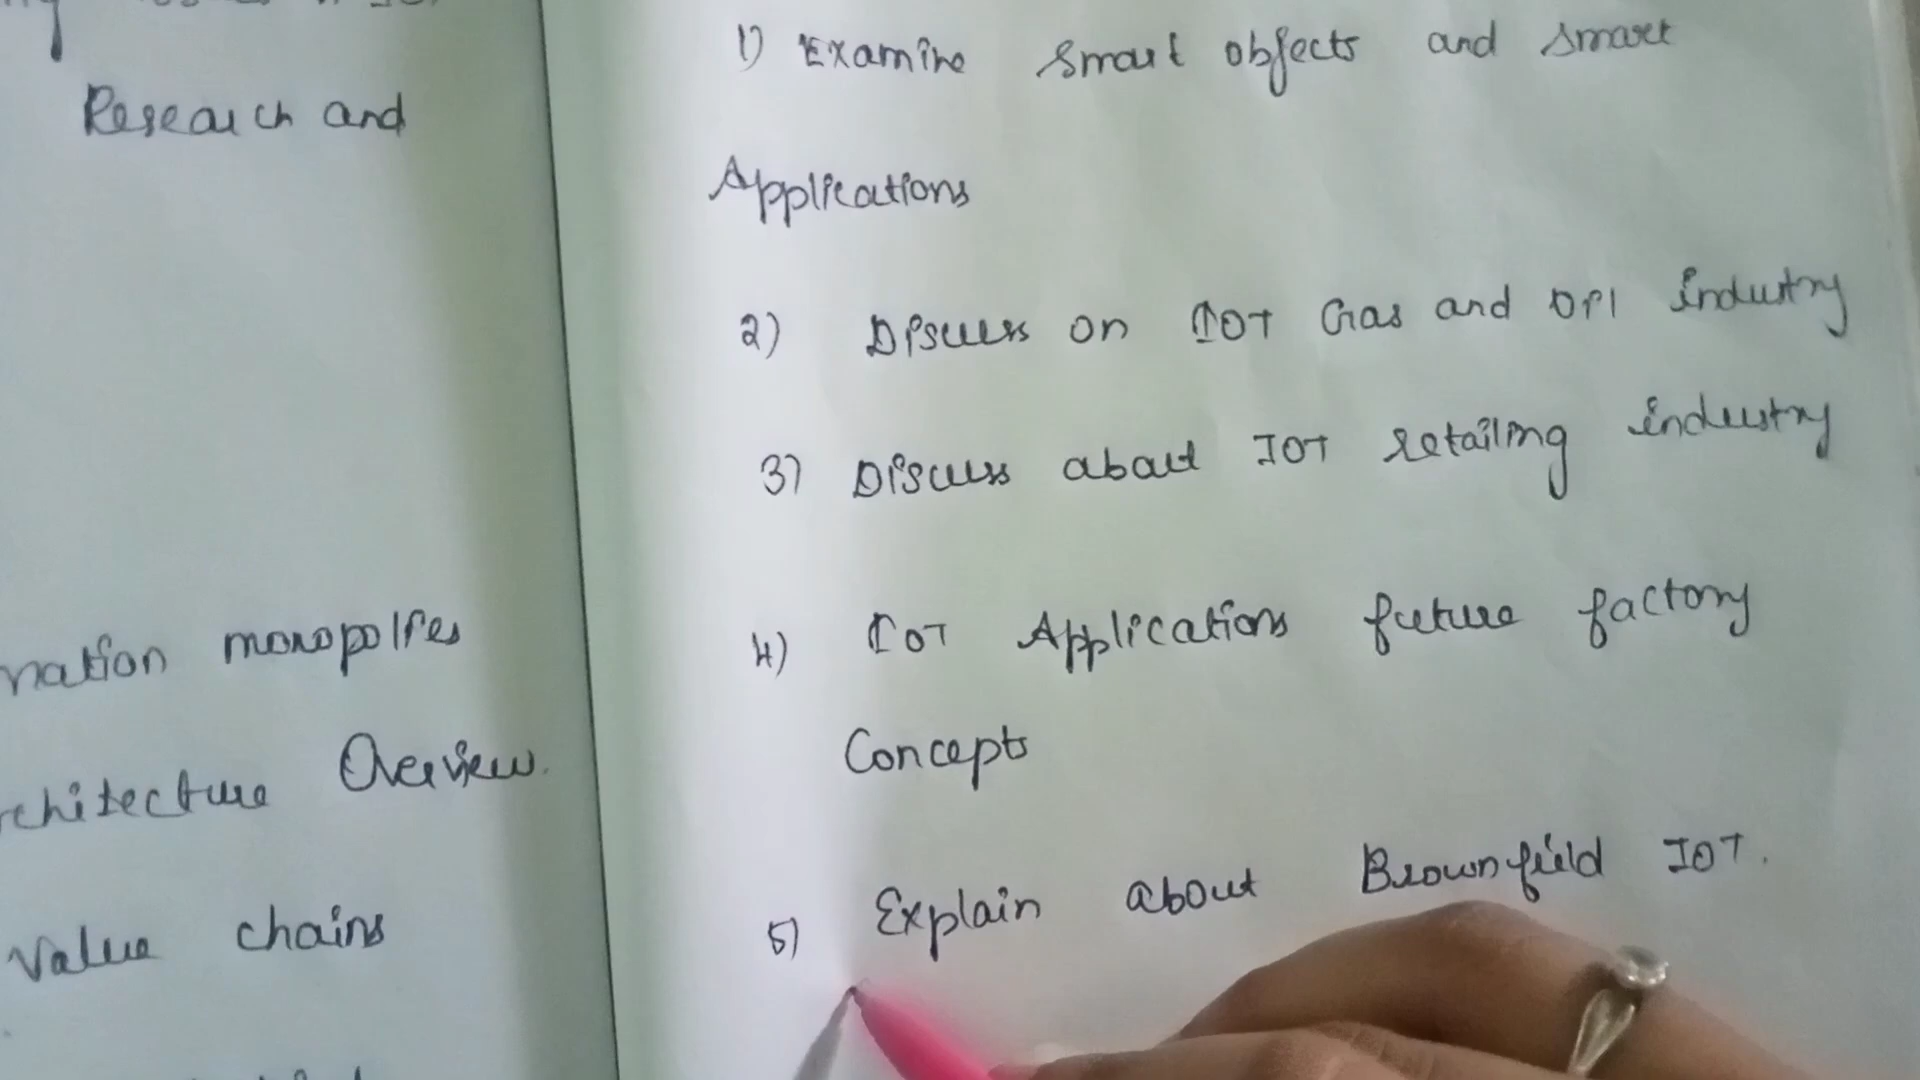 Research and
nation monopolies
rchitecture Overview.
Value chains
1) Examine Smart objects and smart
Applications
2) Discuss on IOT Gas and Oil industry
3) Discuss about IOT retailing industry
4) IOT Applications future factory
Concepts
5) Explain about Brownfield IOT.